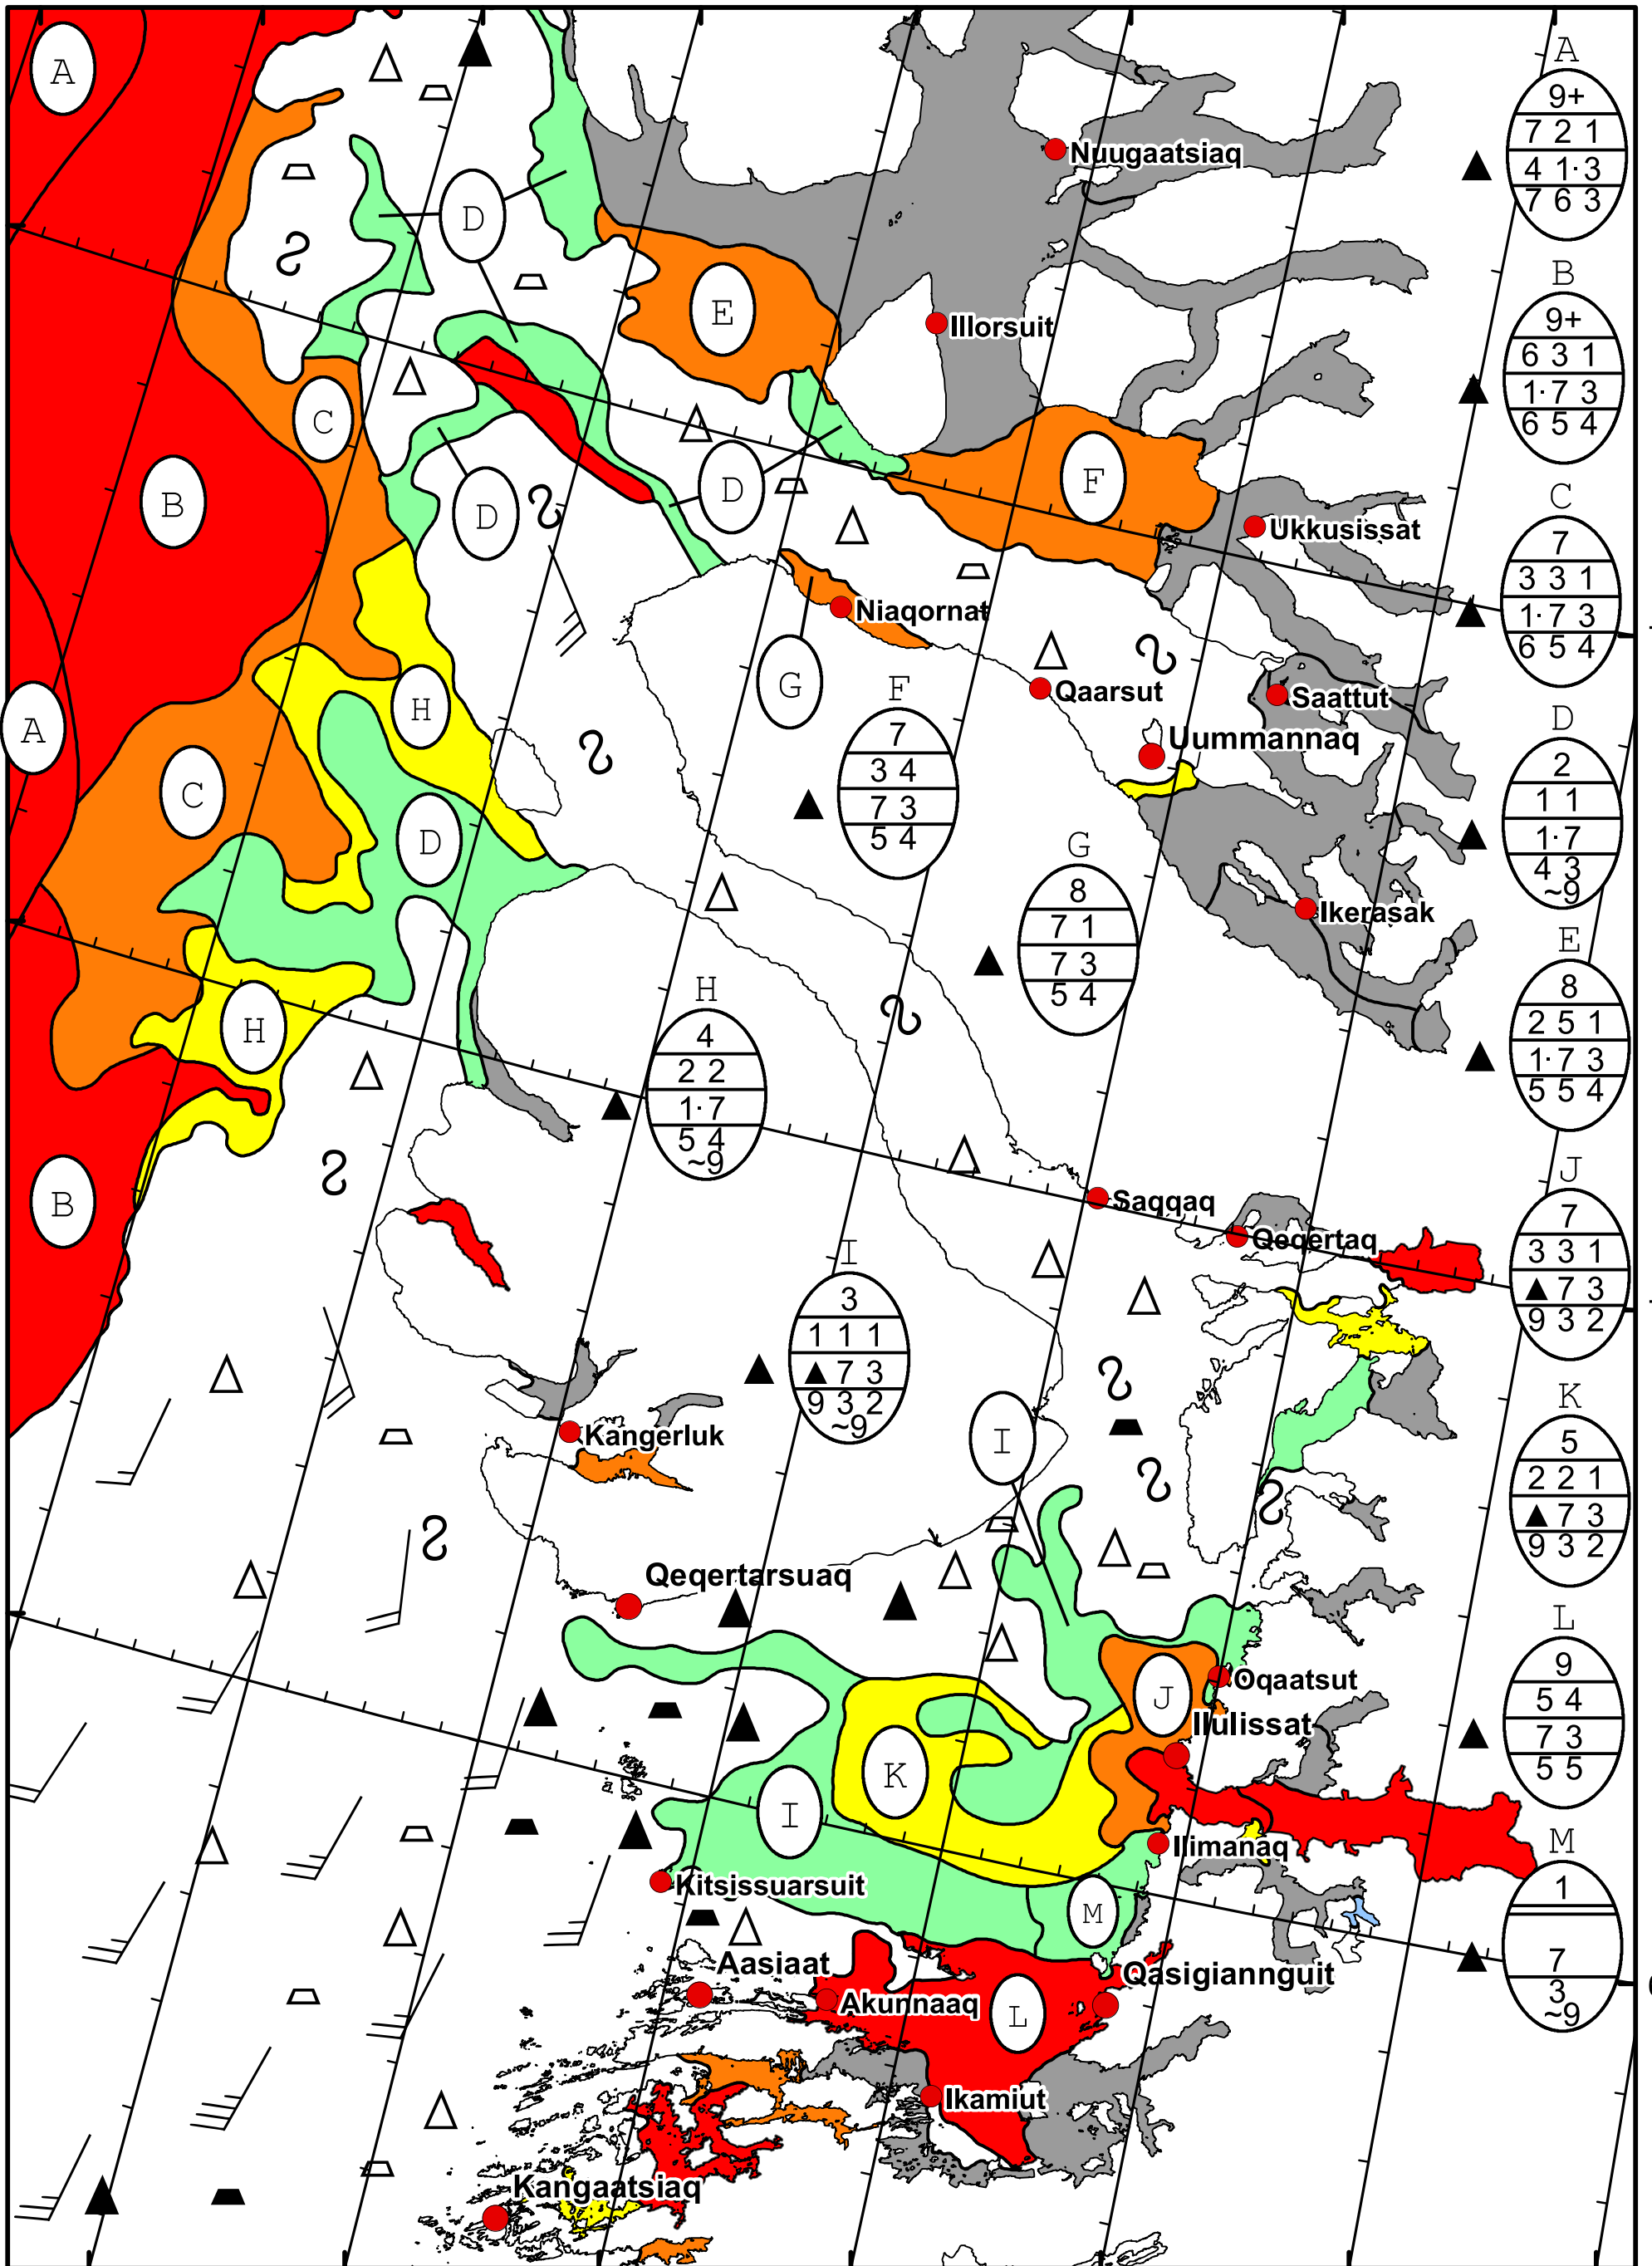 A
A
9+
7 2 1
4 1· 3
7 6 3
Nuugaatsiaq
D
B
9+
6 3 1
1· 7 3
6 5 4
E
Illorsuit
C
B
D
D
F
C
7
3 3 1
1· 7 3
6 5 4
Ukkusissat
Niaqornat
G
Qaarsut
Saattut
A
H
F
7
3 4
7 3
5 4
Uummannaq
D
2
1 1
1· 7
4 3
~9
C
D
G
8
7 1
7 3
5 4
Ikerasak
E
8
2 5 1
1· 7 3
5 5 4
H
H
4
2 2
1· 7
5 4
~9
B
Saqqaq
Qeqertaq
J
7
3 3 1
▲ 7 3
9 3 2
I
3
1 1 1
▲ 7 3
9 3 2
~9
Kangerluk
I
K
5
2 2 1
▲ 7 3
9 3 2
Qeqertarsuaq
L
9
5 4
7 3
5 5
J
Oqaatsut
Ilulissat
K
I
Ilimanaq
M
1
7
3
~9
Kitsissuarsuit
M
Aasiaat
Qasigiannguit
Akunnaaq
L
Ikamiut
Kangaatsiaq